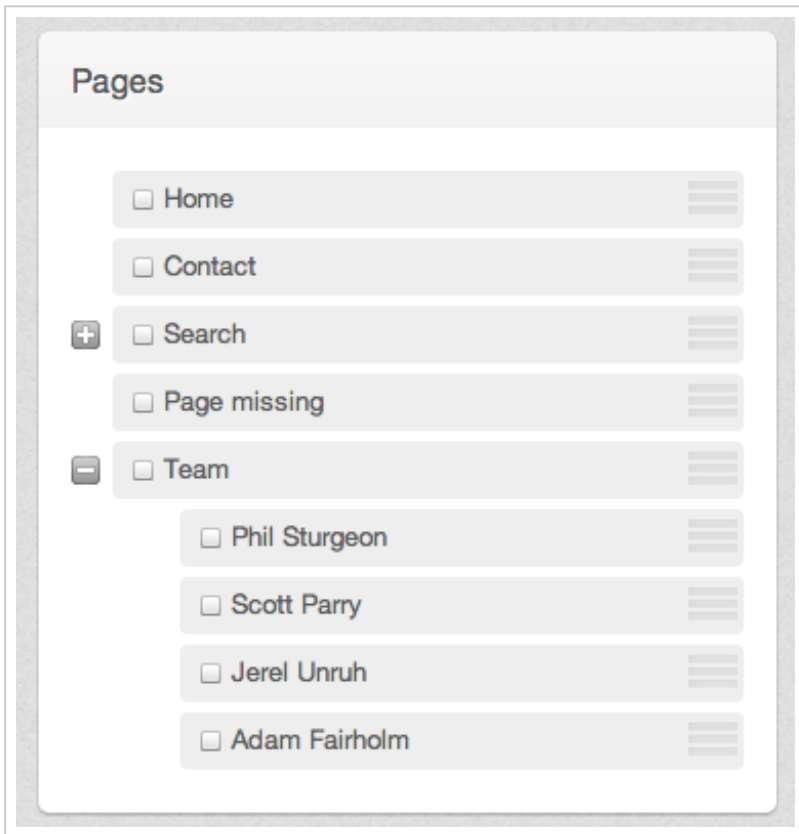 Pages
Home
Contact
Search
Page missing
Team
Phil Sturgeon
Scott Parry
Jerel Unruh
Adam Fairholm